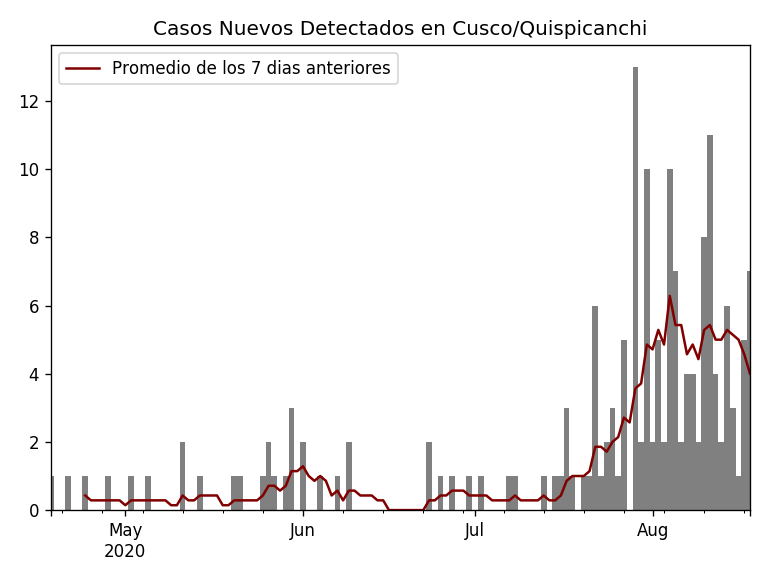 Casos Nuevos Detectados en Cusco/Quispicanchi
Promedio de los 7 dias anteriores
12
10
8
6
4
2
0
May Jun Jul Aug
2020